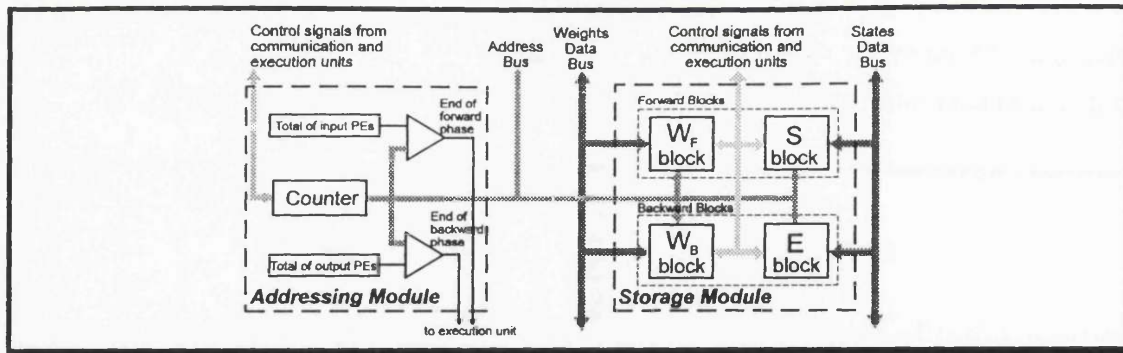 Control signals from
communication and
execution units
Address
Bus
Weights
Data
Bus
Control signals from
communication and
execution units
States
Data
Bus
End of
forward
phase
Total of input PEs
Counter
End of
backward
phase
Total of output PEs
Addressing Module
to execution unit
Forward Blocks
WF
block
S
block
Backward Blocks
WB
block
E
block
Storage Module